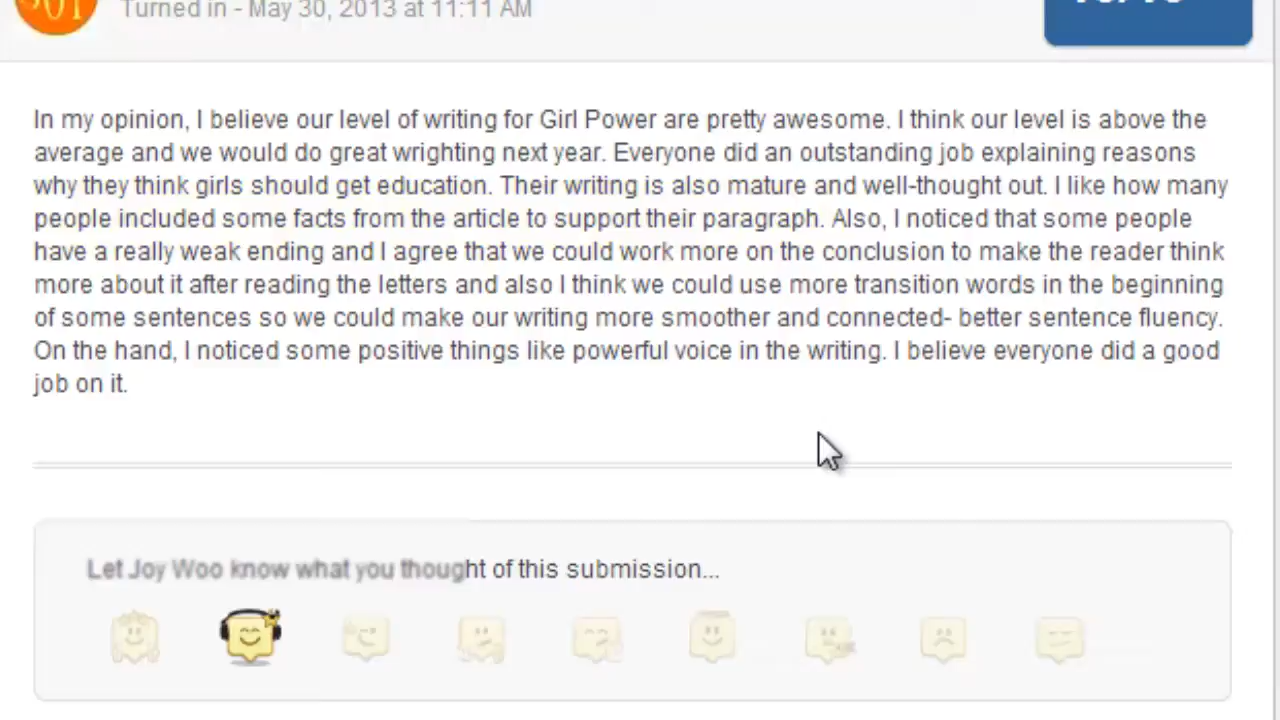 Turned in - May 30, 2013 at 11:11 AM
In my opinion, I believe our level of writing for Girl Power are pretty awesome. I think our level is above the
average and we would do great wrighting next year. Everyone did an outstanding job explaining reasons
why they think girls should get education. Their writing is also mature and well-thought out. I like how many
people included some facts from the article to support their paragraph. Also, I noticed that some people
have a really weak ending and I agree that we could work more on the conclusion to make the reader think
more about it after reading the letters and also I think we could use more transition words in the beginning
of some sentences so we could make our writing more smoother and connected- better sentence fluency.
On the hand, I noticed some positive things like powerful voice in the writing. I believe everyone did a good
job on it.
Let Joy Woo know what you thought of this submission...